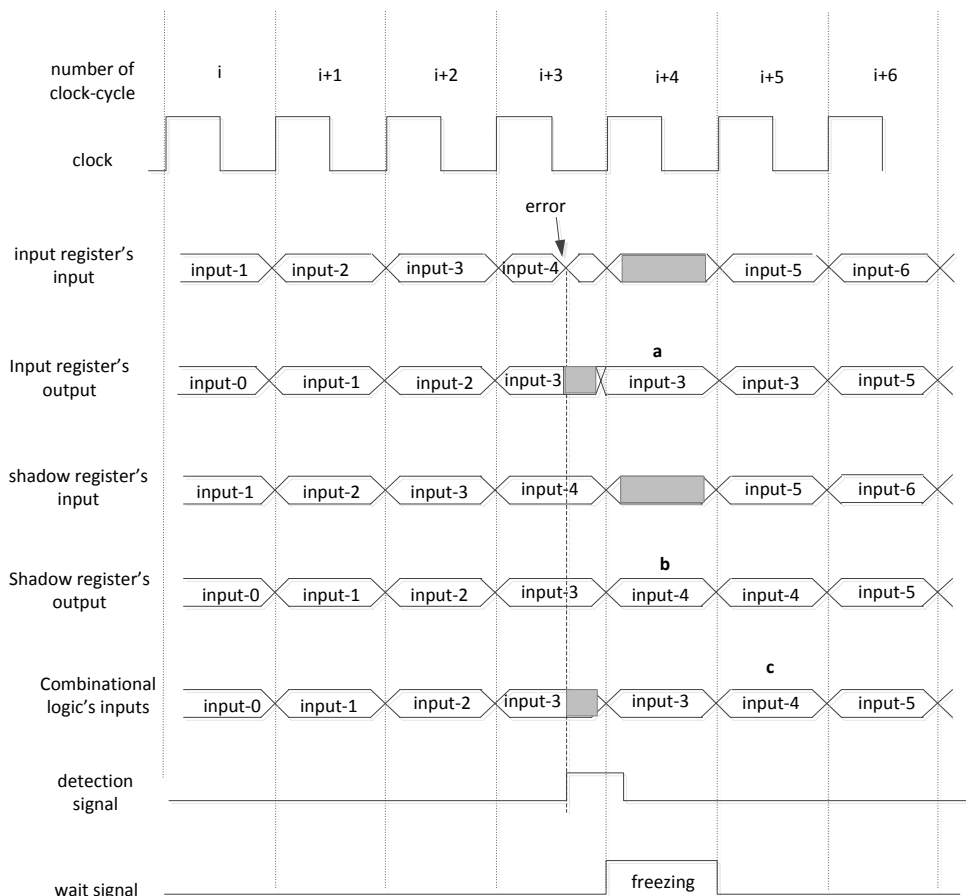 number of
clock-cycle
i i+1 i+2 i+3 i+4 i+5 i+6
clock
error
input register's
input
input-1 input-2 input-3 input-4 input-5 input-6
a
Input register's
output
input-0 input-1 input-2 input-3 input-3 input-3 input-5
shadow register's
input
input-1 input-2 input-3 input-4 input-5 input-6
b
Shadow register's
output
input-0 input-1 input-2 input-3 input-4 input-4 input-5
c
Combinational
logic's inputs
input-0 input-1 input-2 input-3 input-3 input-4 input-5
detection
signal
freezing
wait signal